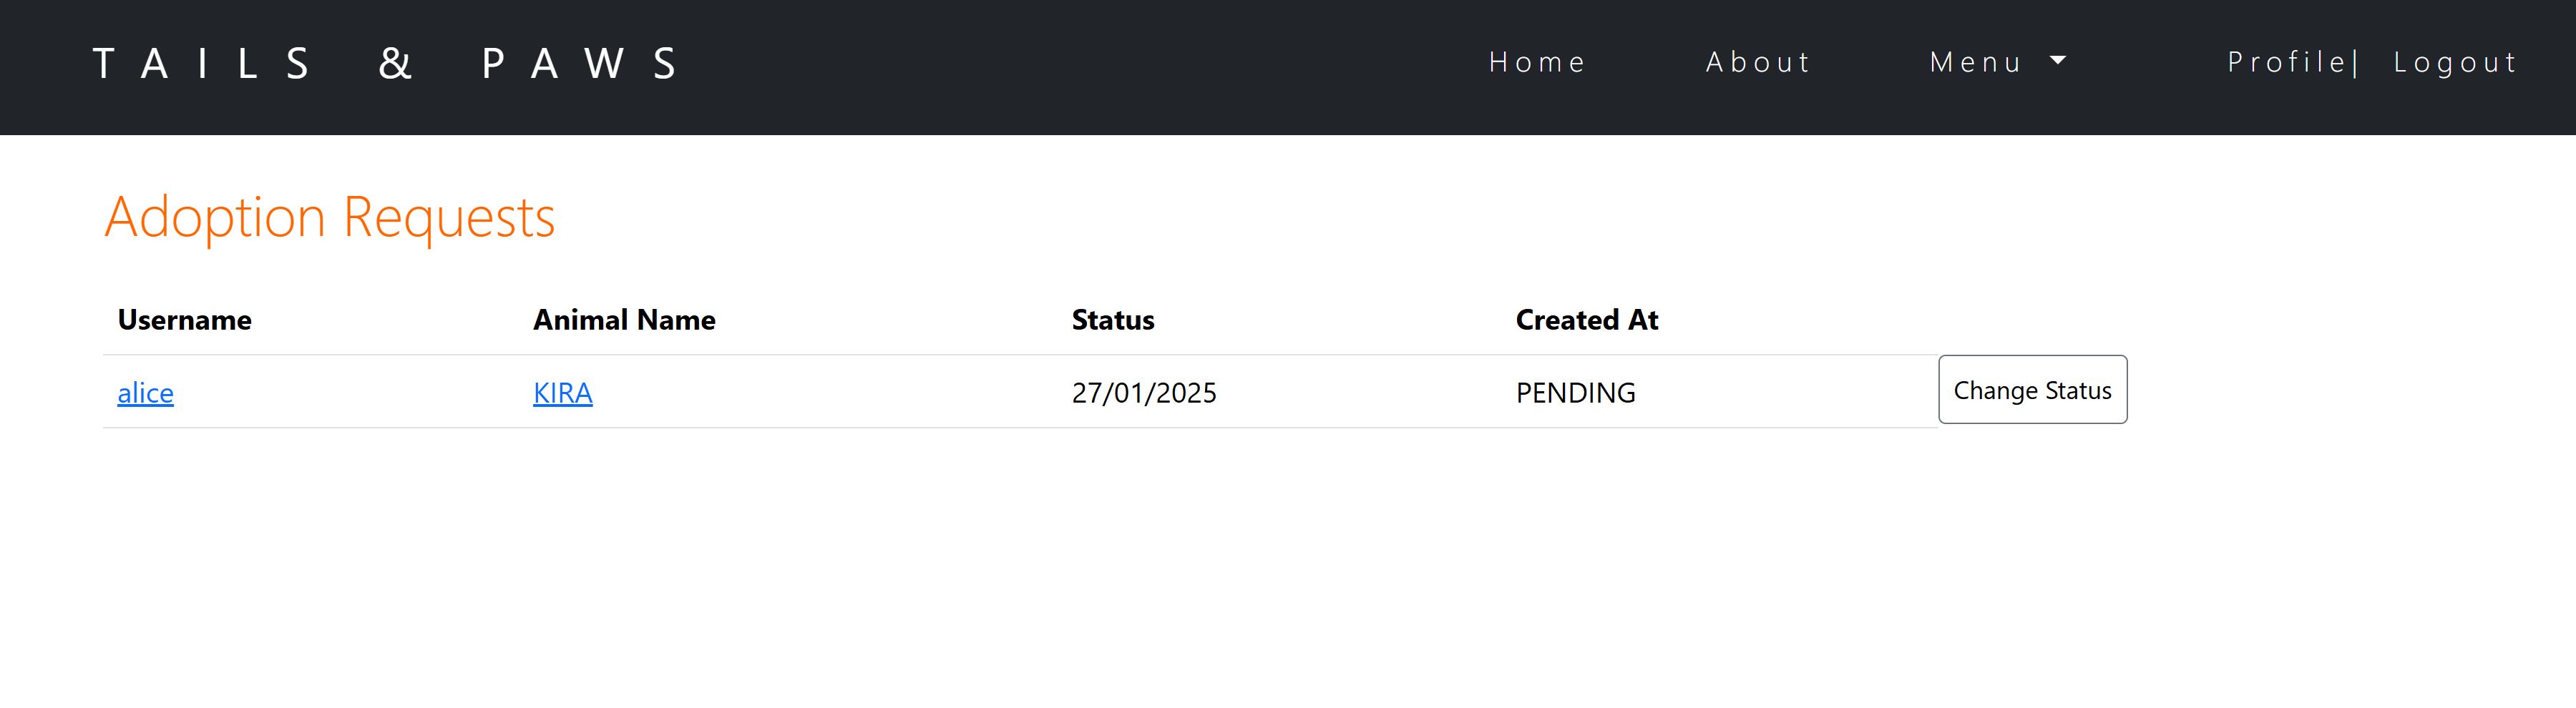 TAILS & PAWS Home About Menu Profile| Logout
Adoption Requests
Username Animal Name Status Created At
alice KIRA 27/01/2025 PENDING Change Status